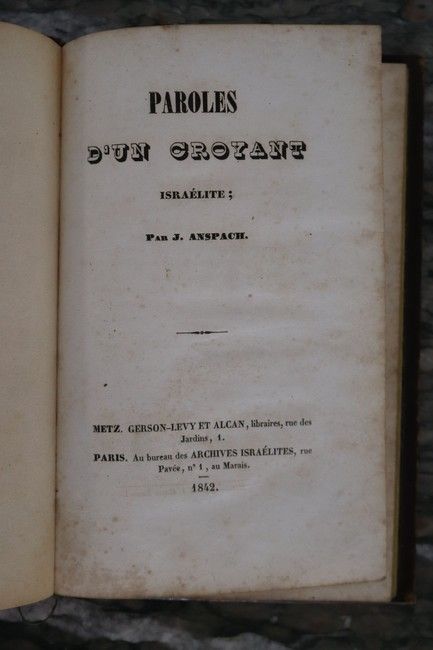 PAROLES
D'UN CROYANT
ISRAÉLITE;
PAR J. ANSPACH.
METZ. GERSON-LEVY ET ALCAN, libraires, rue des
Jardins, 1.
PARIS. Au bureau des ARCHIVES ISRAÉLITES, rue
Pavée, n° 1, au Marais.
1842.